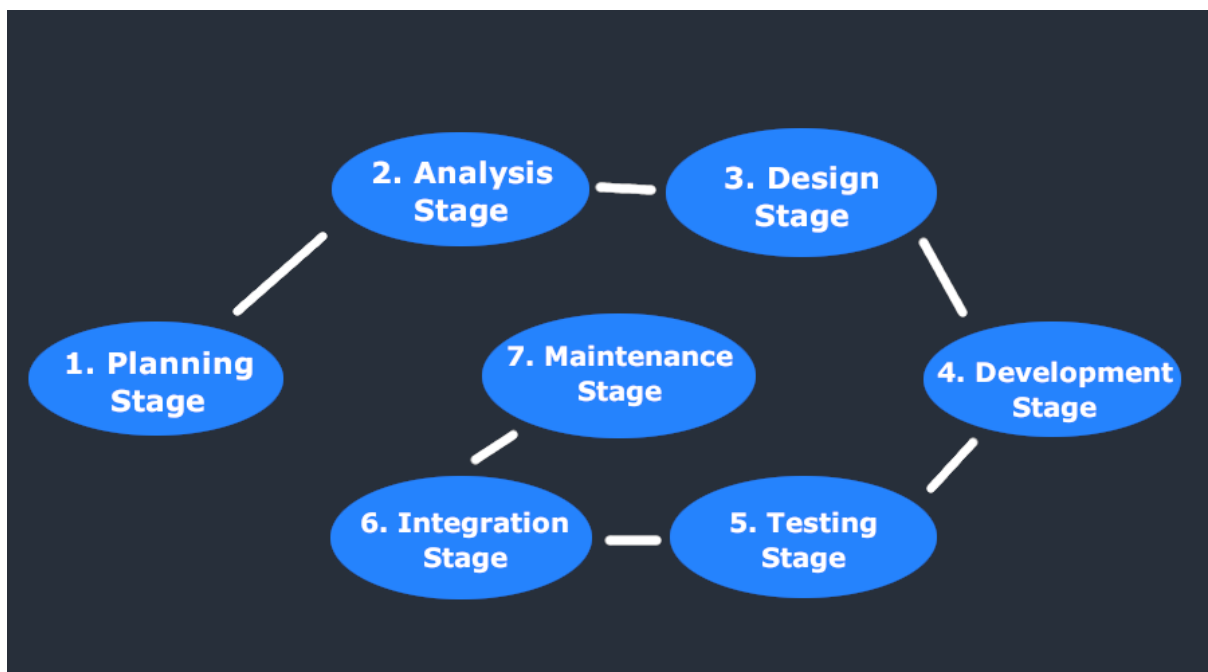 1. Planning
Stage
2. Analysis
Stage
3. Design
Stage
4. Development
Stage
5. Testing
Stage
6. Integration
Stage
7. Maintenance
Stage